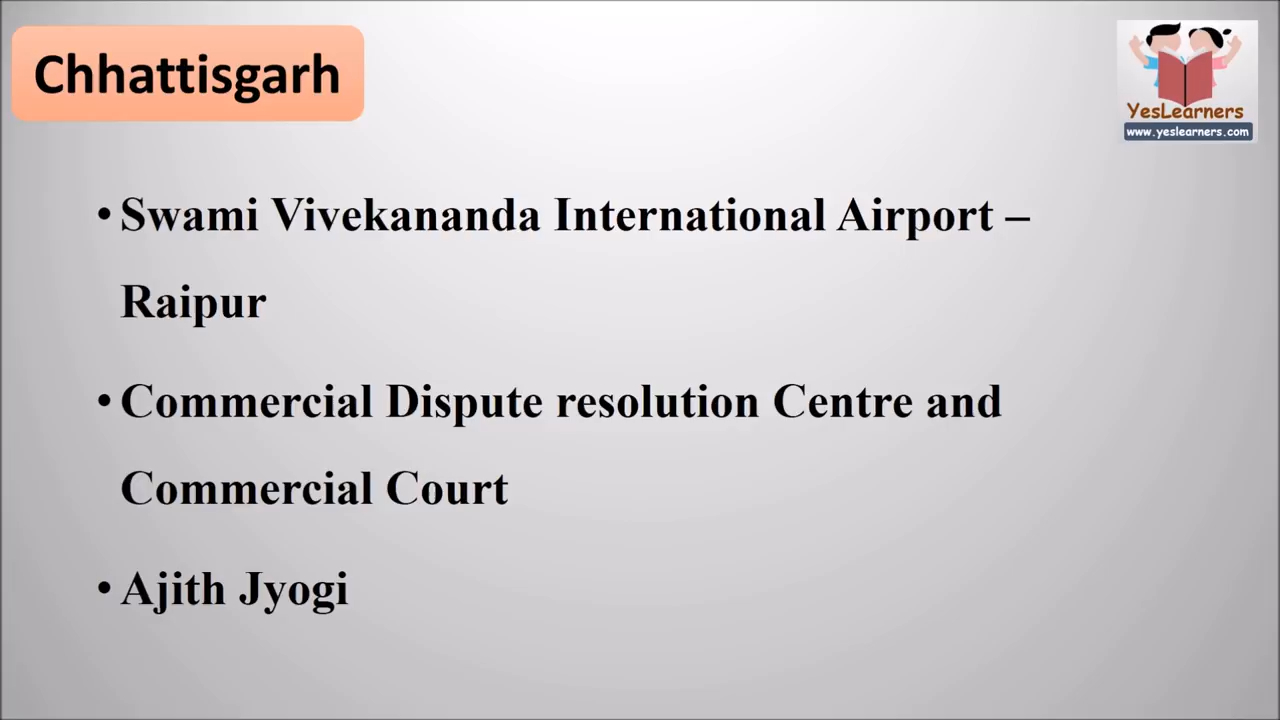 Chhattisgarh
YesLearners
www.yeslearners.com
• Swami Vivekananda International Airport –
Raipur
• Commercial Dispute resolution Centre and
Commercial Court
• Ajith Jyogi